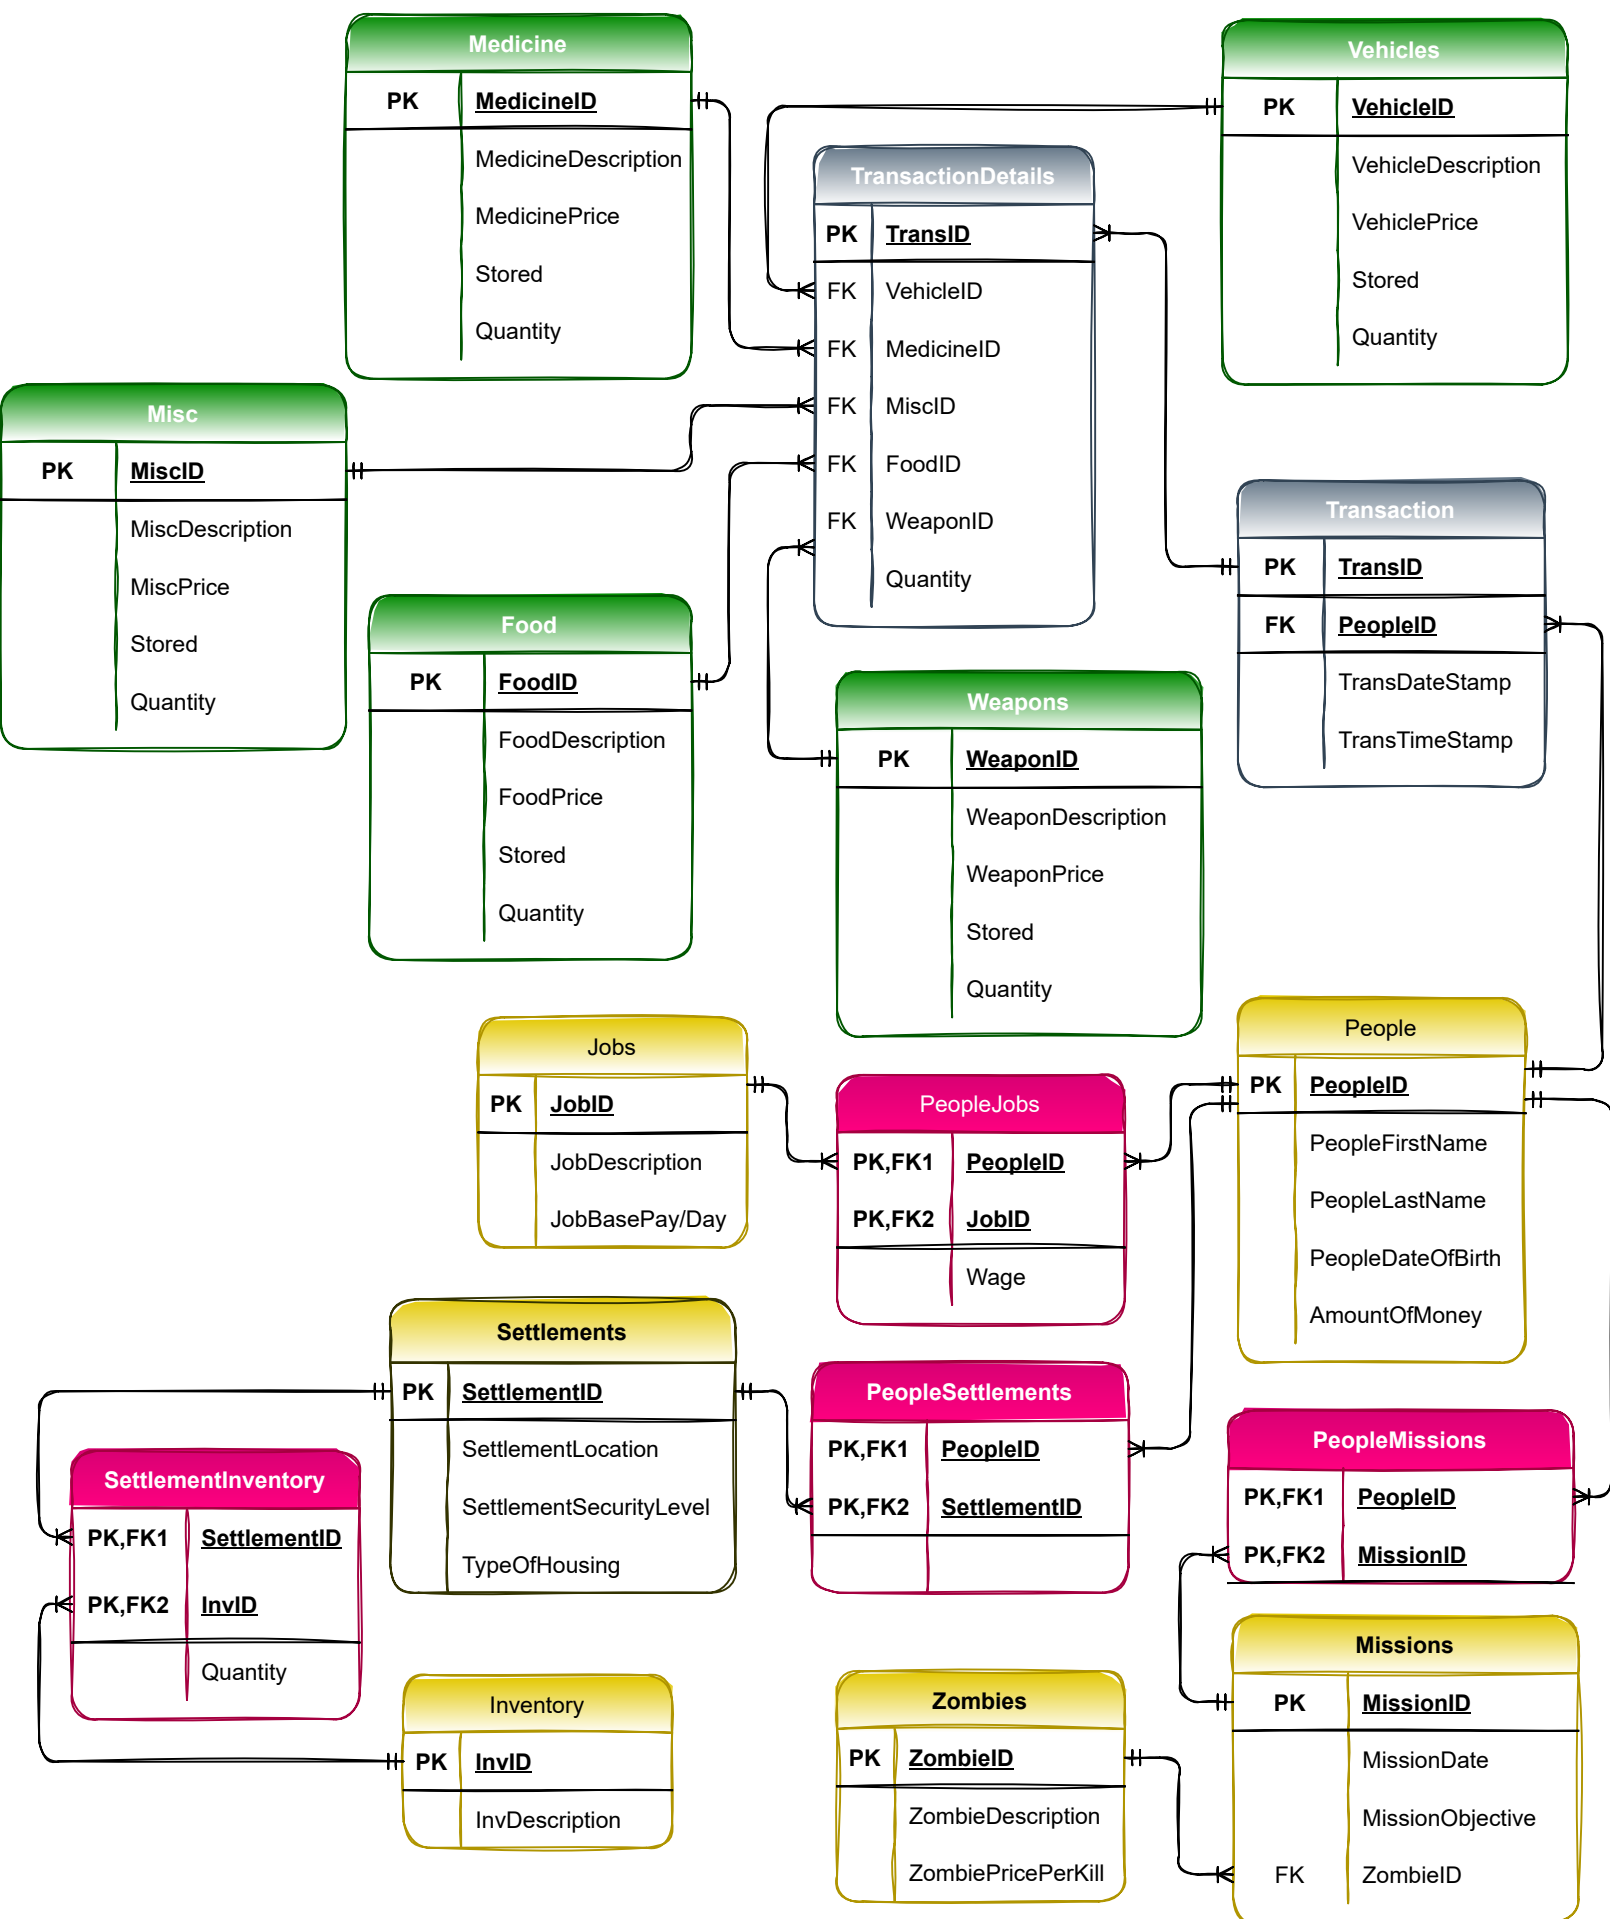 Medicine
PK MedicineID
MedicineDescription
MedicinePrice
Stored
Quantity
Vehicles
PK VehicleID
VehicleDescription
VehiclePrice
Stored
Quantity
TransactionDetails
PK TransID
FK VehicleID
FK MedicineID
FK MiscID
FK FoodID
FK WeaponID
Quantity
Misc
PK MiscID
MiscDescription
MiscPrice
Stored
Quantity
Transaction
PK TransID
FK PeopleID
TransDateStamp
TransTimeStamp
Food
PK FoodID
FoodDescription
FoodPrice
Stored
Quantity
Weapons
PK WeaponID
WeaponDescription
WeaponPrice
Stored
Quantity
Jobs
PK JobID
JobDescription
JobBasePay/Day
PeopleJobs
PK,FK1 PeopleID
PK,FK2 JobID
Wage
People
PK PeopleID
PeopleFirstName
PeopleLastName
PeopleDateOfBirth
AmountOfMoney
Settlements
PK SettlementID
SettlementLocation
SettlementSecurityLevel
TypeOfHousing
PeopleSettlements
PK,FK1 PeopleID
PK,FK2 SettlementID
PeopleMissions
PK,FK1 PeopleID
PK,FK2 MissionID
SettlementInventory
PK,FK1 SettlementID
PK,FK2 InvID
Quantity
Inventory
PK InvID
InvDescription
Zombies
PK ZombieID
ZombieDescription
ZombiePricePerKill
Missions
PK MissionID
MissionDate
MissionObjective
FK ZombieID